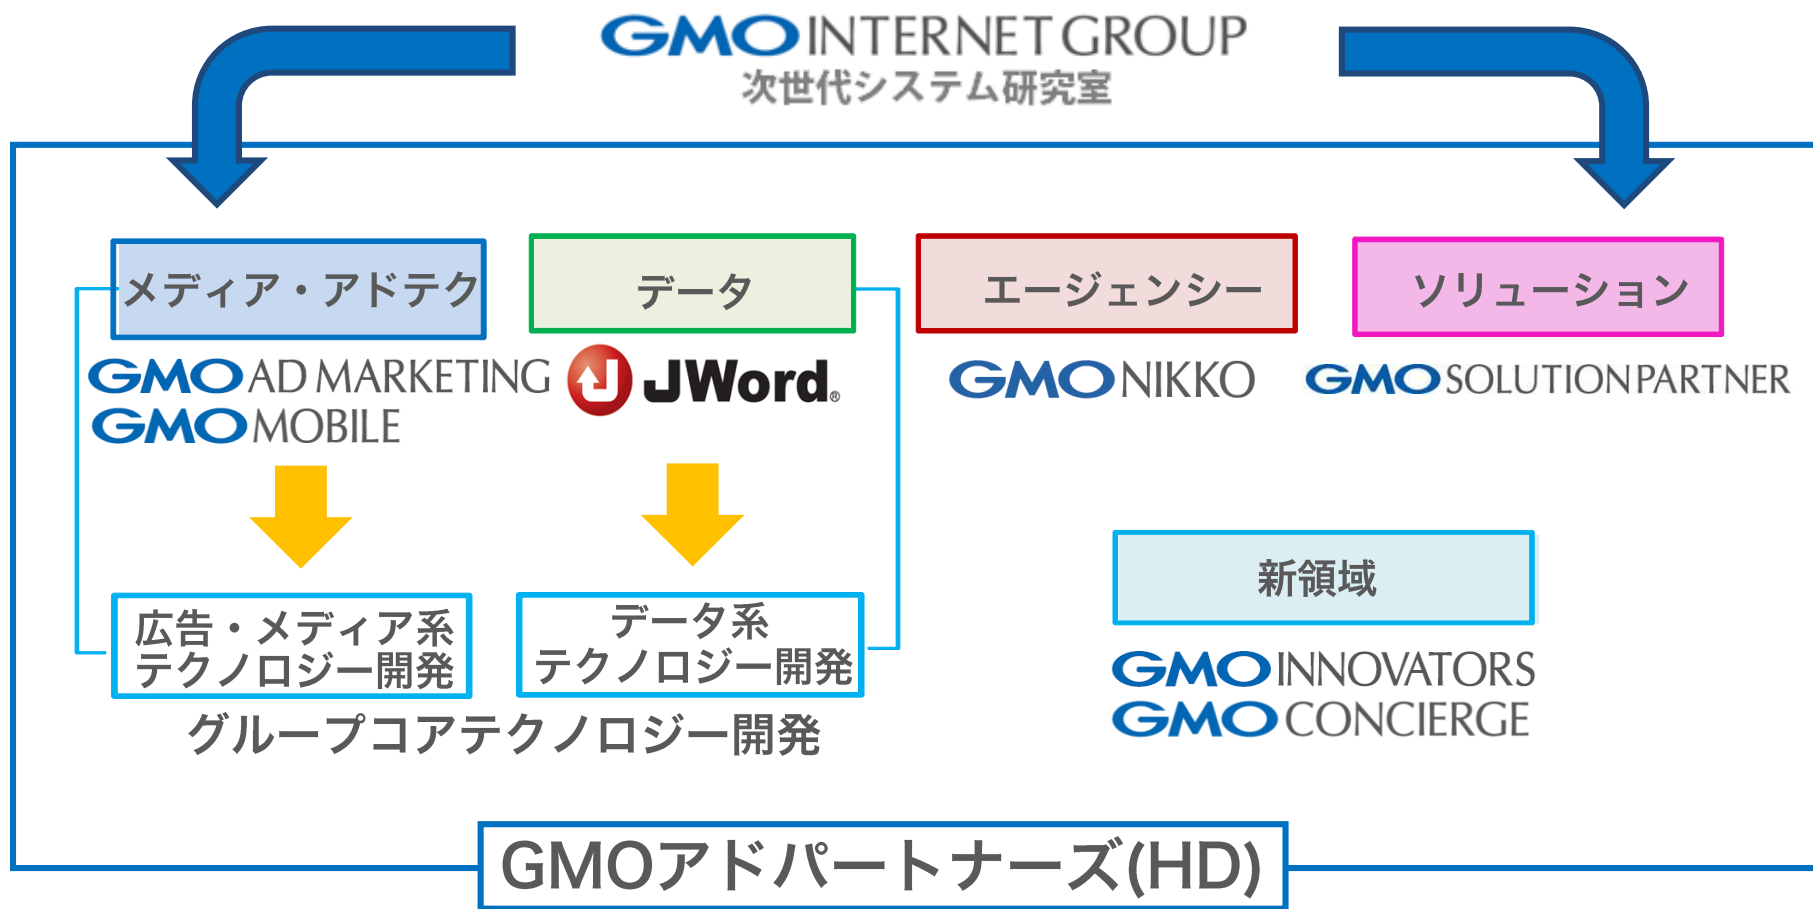 GMO INTERNET GROUP
次世代システム研究室
メディア・アドテク
データ
エージェンシー
ソリューション
GMO AD MARKETING
GMO MOBILE
J JWord®
GMO NIKKO
GMO SOLUTIONPARTNER
広告・メディア系
テクノロジー開発
データ系
テクノロジー開発
グループコアテクノロジー開発
新領域
GMO INNOVATORS
GMO CONCIERGE
GMOアドパートナーズ(HD)